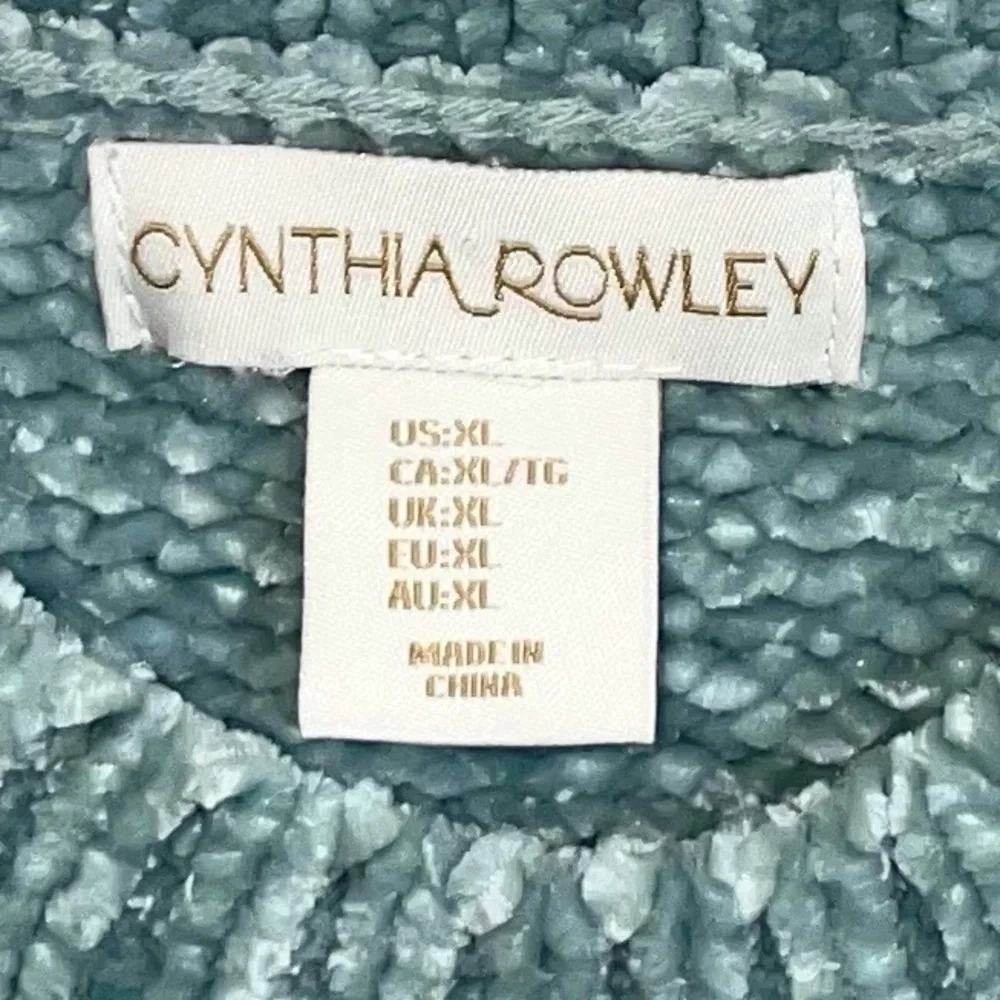 CYNTHIA ROWLEY
US:XL
CA:XL/TG
UK:XL
EU:XL
AU:XL
MADE IN
CHINA